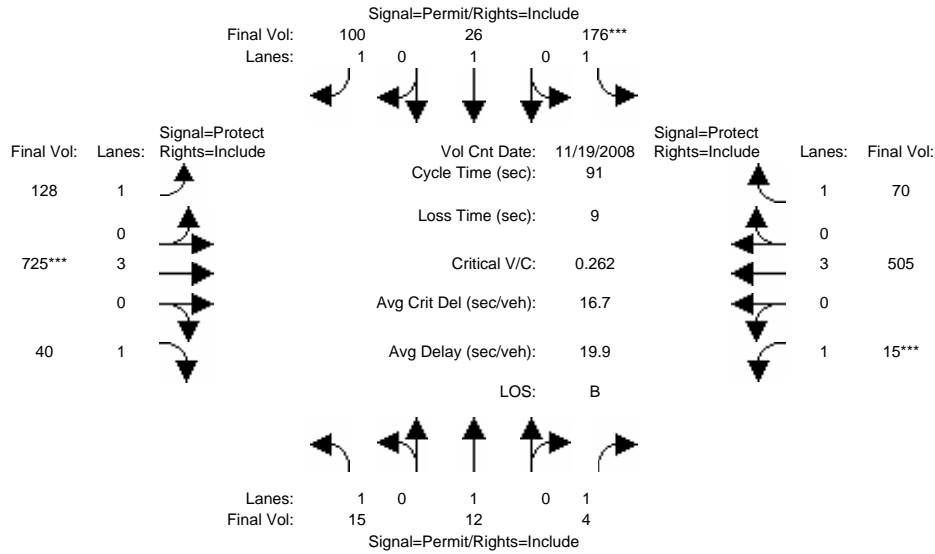 Signal=Permit/Rights=Include
Final Vol: 100 26 176***
Lanes: 1 0 1 0 1
Signal=Protect Signal=Protect
Final Vol: Lanes: Rights=Include Vol Cnt Date: 11/19/2008 Rights=Include Lanes: Final Vol:
Cycle Time (sec): 91
128 1 1 70
Loss Time (sec): 9
0 0
725*** 3 Critical V/C: 0.262 3 505
0 Avg Crit Del (sec/veh): 16.7 0
40 1 Avg Delay (sec/veh): 19.9 1 15***
LOS: B
Lanes: 1 0 1 0 1
Final Vol: 15 12 4
Signal=Permit/Rights=Include